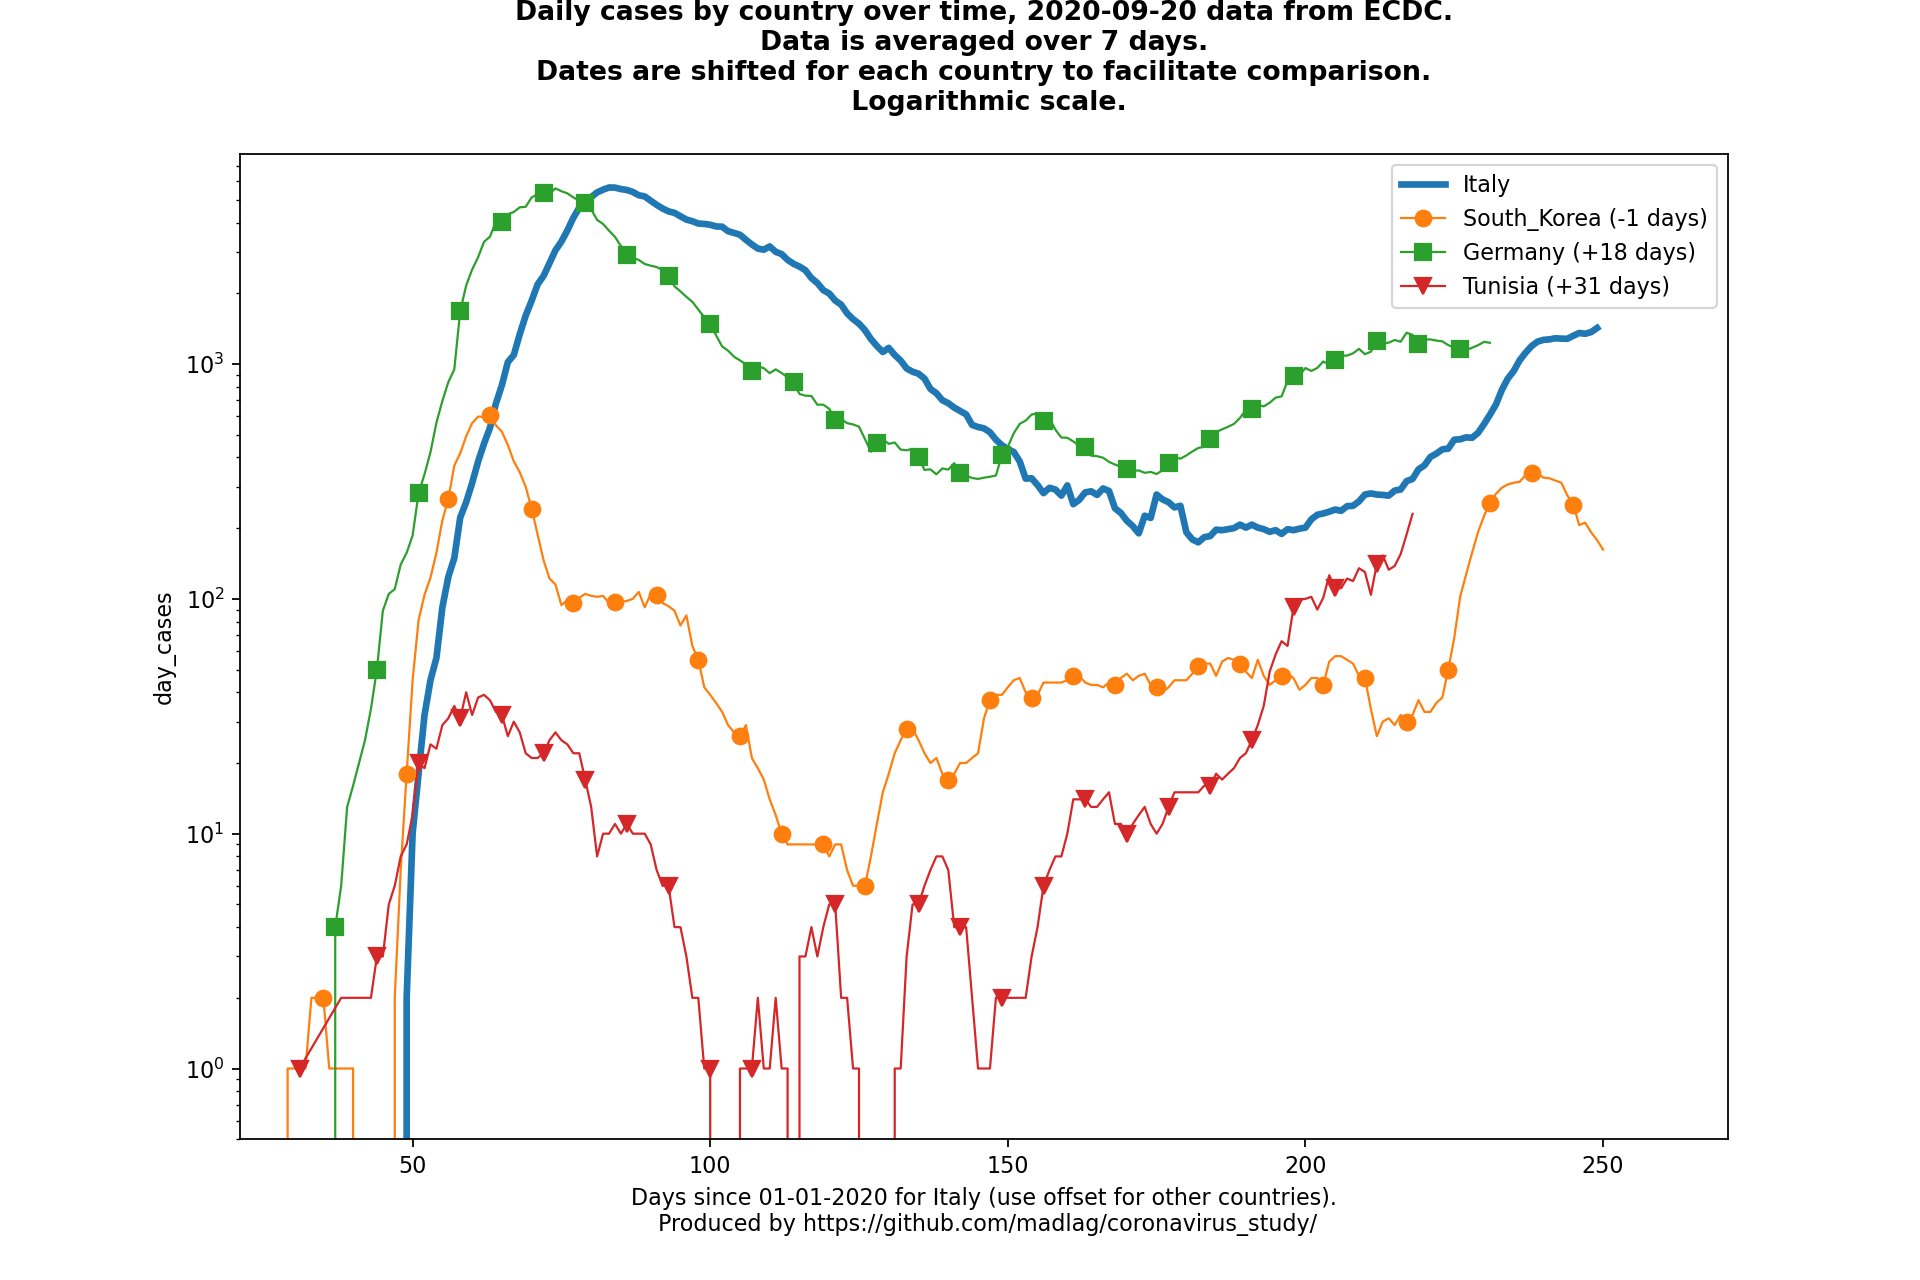 Daily cases by country over time, 2020-09-20 data from ECDC.
Data is averaged over 7 days.
Dates are shifted for each country to facilitate comparison.
Logarithmic scale.
Italy
South_Korea (-1 days)
Germany (+18 days)
Tunisia (+31 days)
day_cases
10³
10²
10¹
10⁰
50
100
150
200
250
Days since 01-01-2020 for Italy (use offset for other countries).
Produced by https://github.com/madlag/coronavirus_study/